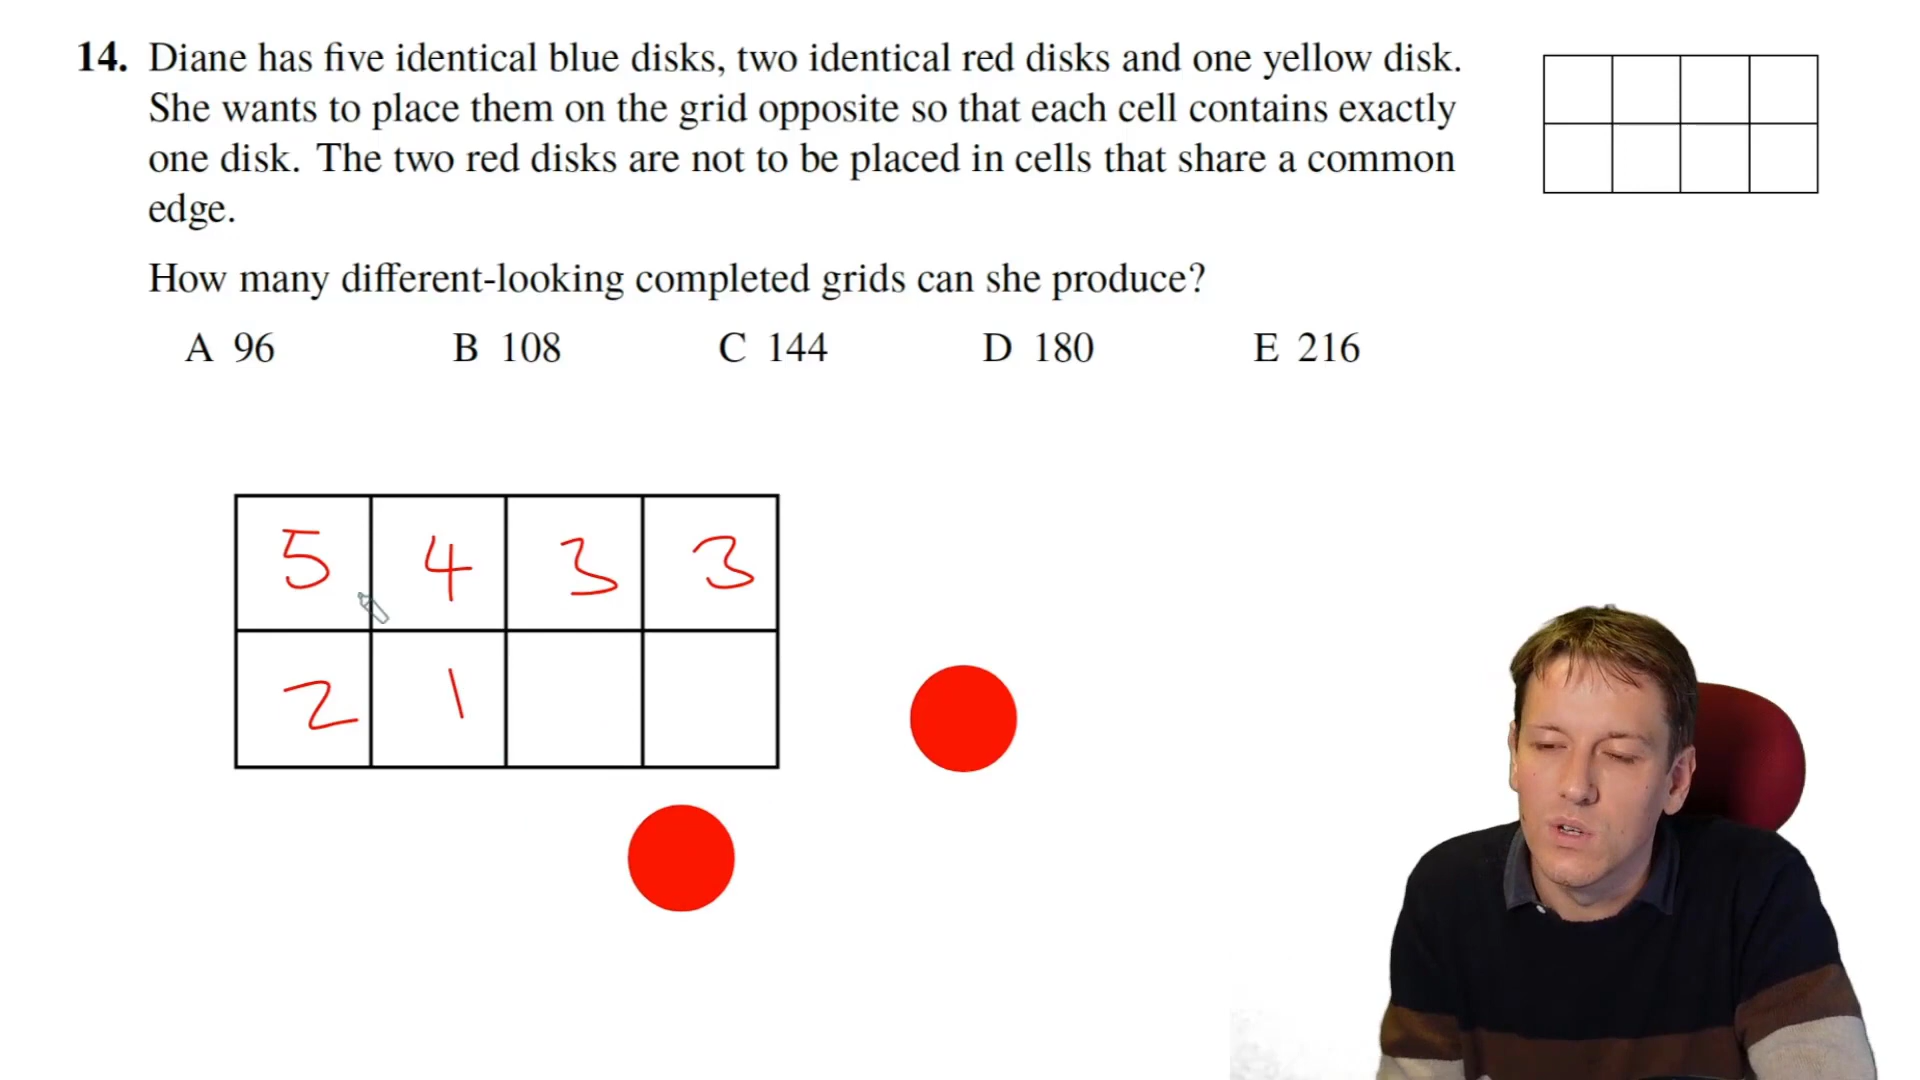 14. Diane has five identical blue disks, two identical red disks and one yellow disk.
She wants to place them on the grid opposite so that each cell contains exactly
one disk. The two red disks are not to be placed in cells that share a common
edge.
How many different-looking completed grids can she produce?
A 96 B 108 C 144 D 180 E 216
5 4 3 3
2 1